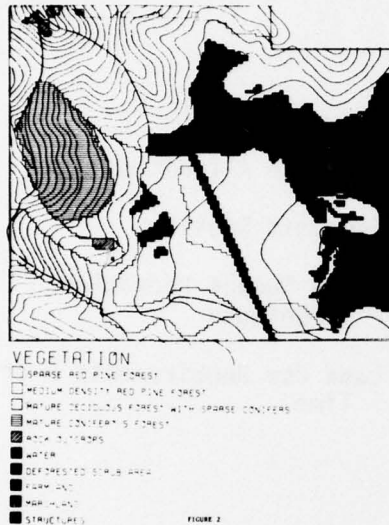 VEGETATION
SPARSE RED PINE FOREST
MEDIUM DENSITY RED PINE FOREST
MATURE DECIDUOUS FOREST WITH SPARSE CONIFERS
MATURE CONIFEROUS FOREST
ROCK OUTCROPS
WATER
DEFORESTED SCRUB AREA
FARM LAND
MARSHLAND
STRUCTURES
FIGURE 2